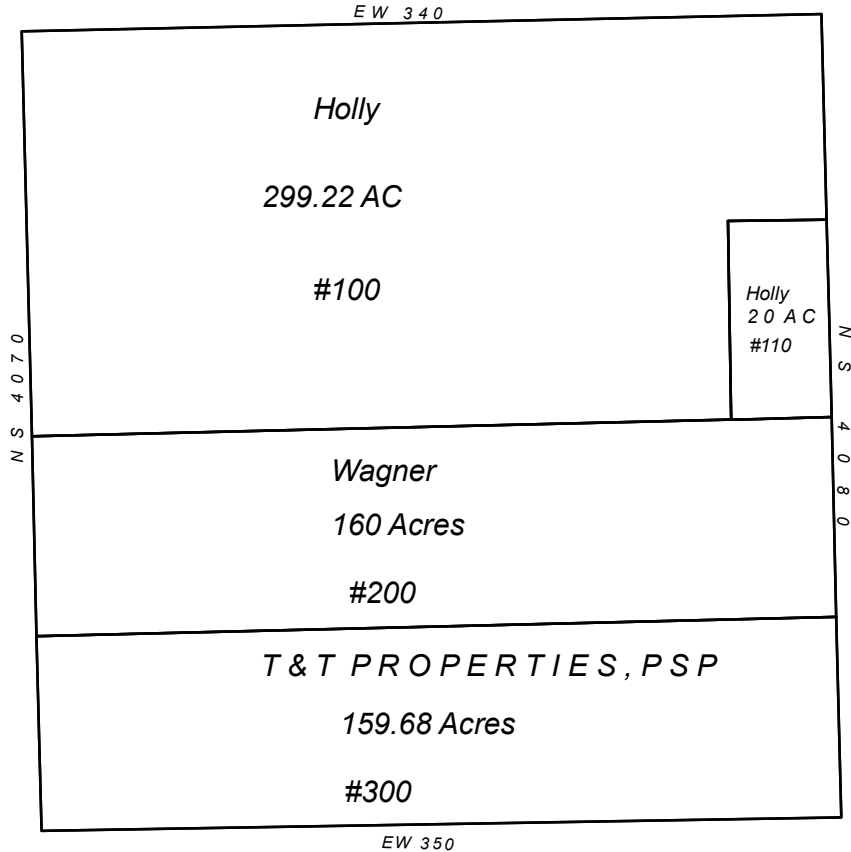 EW 340
Holly
299.22 AC
#100
Holly
20 AC
#110
NS 4070
NS 4080
Wagner
160 Acres
#200
T&T PROPERTIES, PSP
159.68 Acres
#300
EW 350